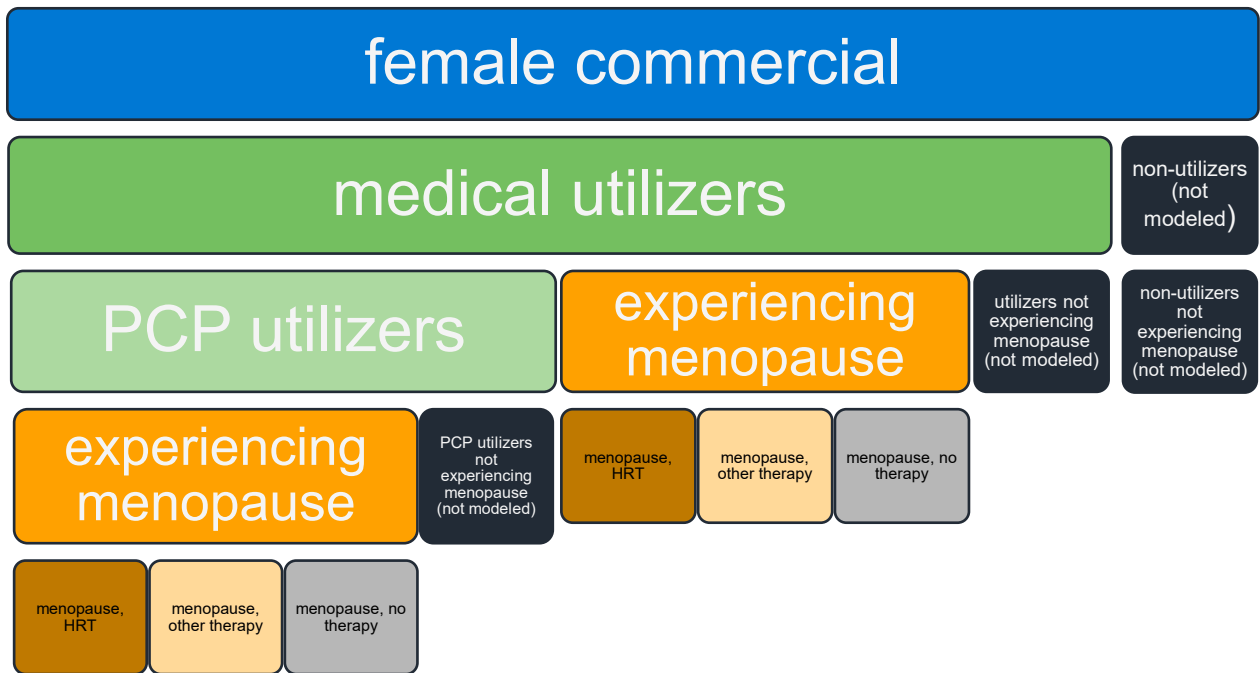 female commercial
medical utilizers
non-utilizers
(not
modeled)
PCP utilizers
experiencing
menopause
utilizers not
experiencing
menopause
(not modeled)
non-utilizers
not
experiencing
menopause
(not modeled)
experiencing
menopause
PCP utilizers
not
experiencing
menopause
(not modeled)
menopause,
HRT
menopause,
other therapy
menopause, no
therapy
menopause,
HRT
menopause,
other therapy
menopause, no
therapy